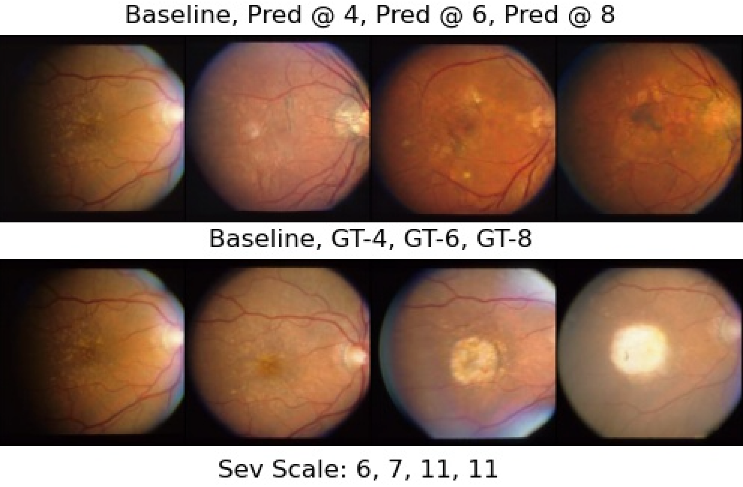 Baseline, Pred @ 4, Pred @ 6, Pred @ 8
Baseline, GT-4, GT-6, GT-8
Sev Scale: 6, 7, 11, 11